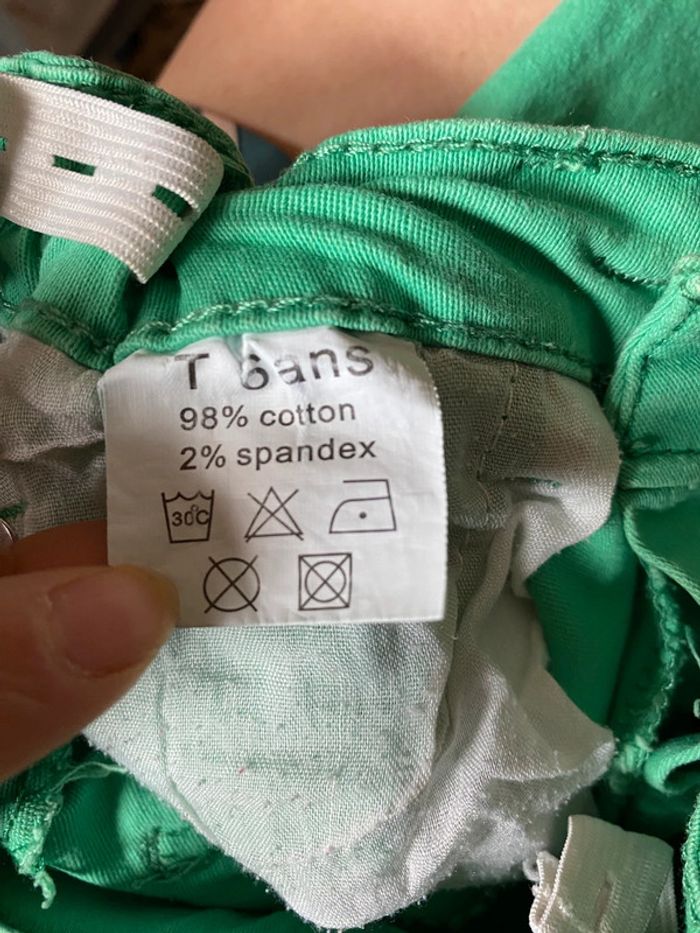 T 6ans
98% cotton
2% spandex
30°C